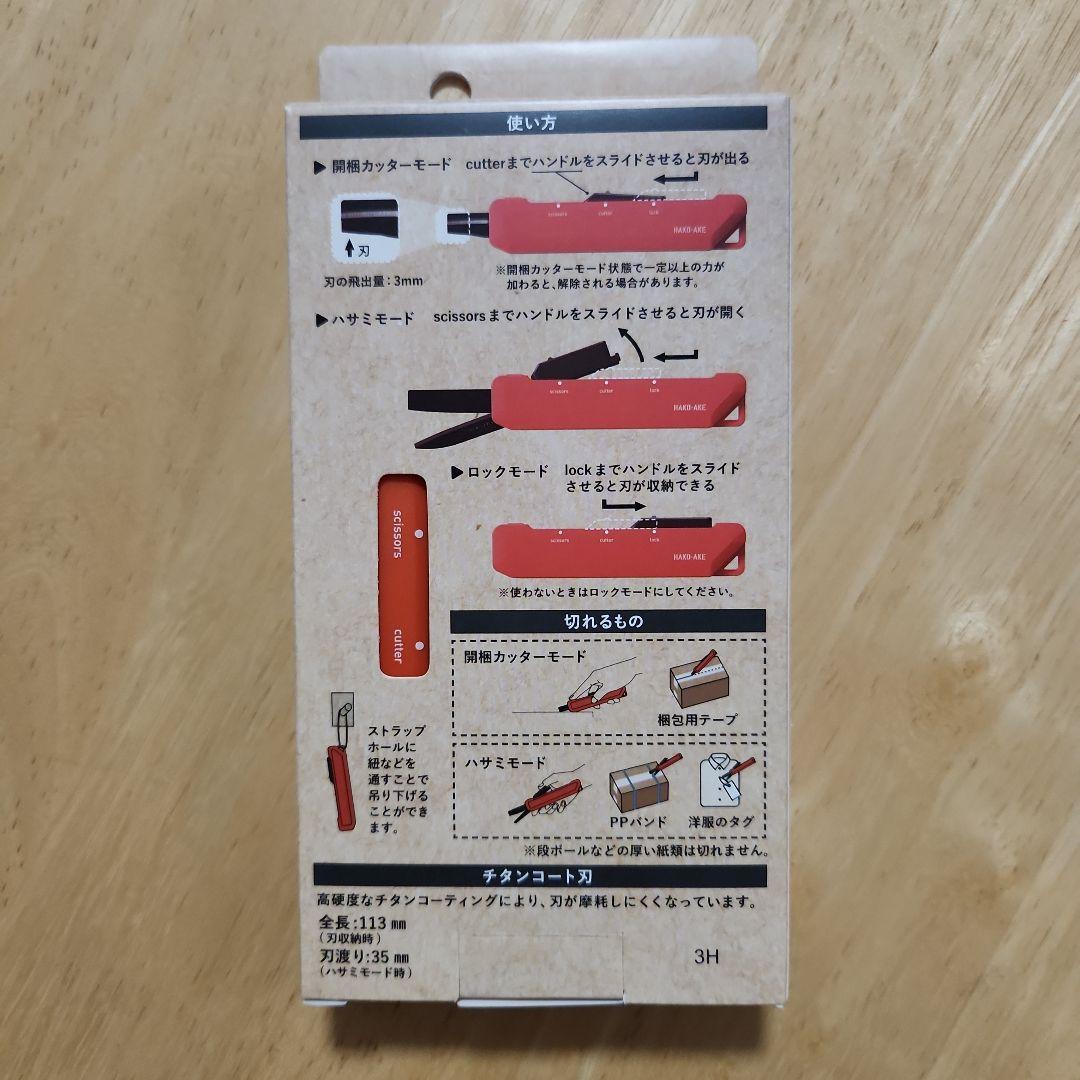 使い方
▶開梱カッターモード cutterまでハンドルをスライドさせると刃が出る
scissors cutter lock
HAKO-AKE
刃
刃の飛出量：3mm
※開梱カッターモード状態で一定以上の力が
加わると、解除される場合があります。
▶ハサミモード scissorsまでハンドルをスライドさせると刃が開く
scissors cutter lock
HAKO-AKE
▶ロックモード lockまでハンドルをスライド
させると刃が収納できる
scissors cutter lock
HAKO-AKE
※使わないときはロックモードにしてください。
scissors
cutter
切れるもの
開梱カッターモード
梱包用テープ
ハサミモード
PPバンド 洋服のタグ
※段ボールなどの厚い紙類は切れません。
ストラップ
ホールに
紐などを
通すことで
吊り下げる
ことができ
ます。
チタンコート刃
高硬度なチタンコーティングにより、刃が摩耗しにくくなっています。
全長：113㎜
（刃収納時）
刃渡り：35㎜
（ハサミモード時）
3H